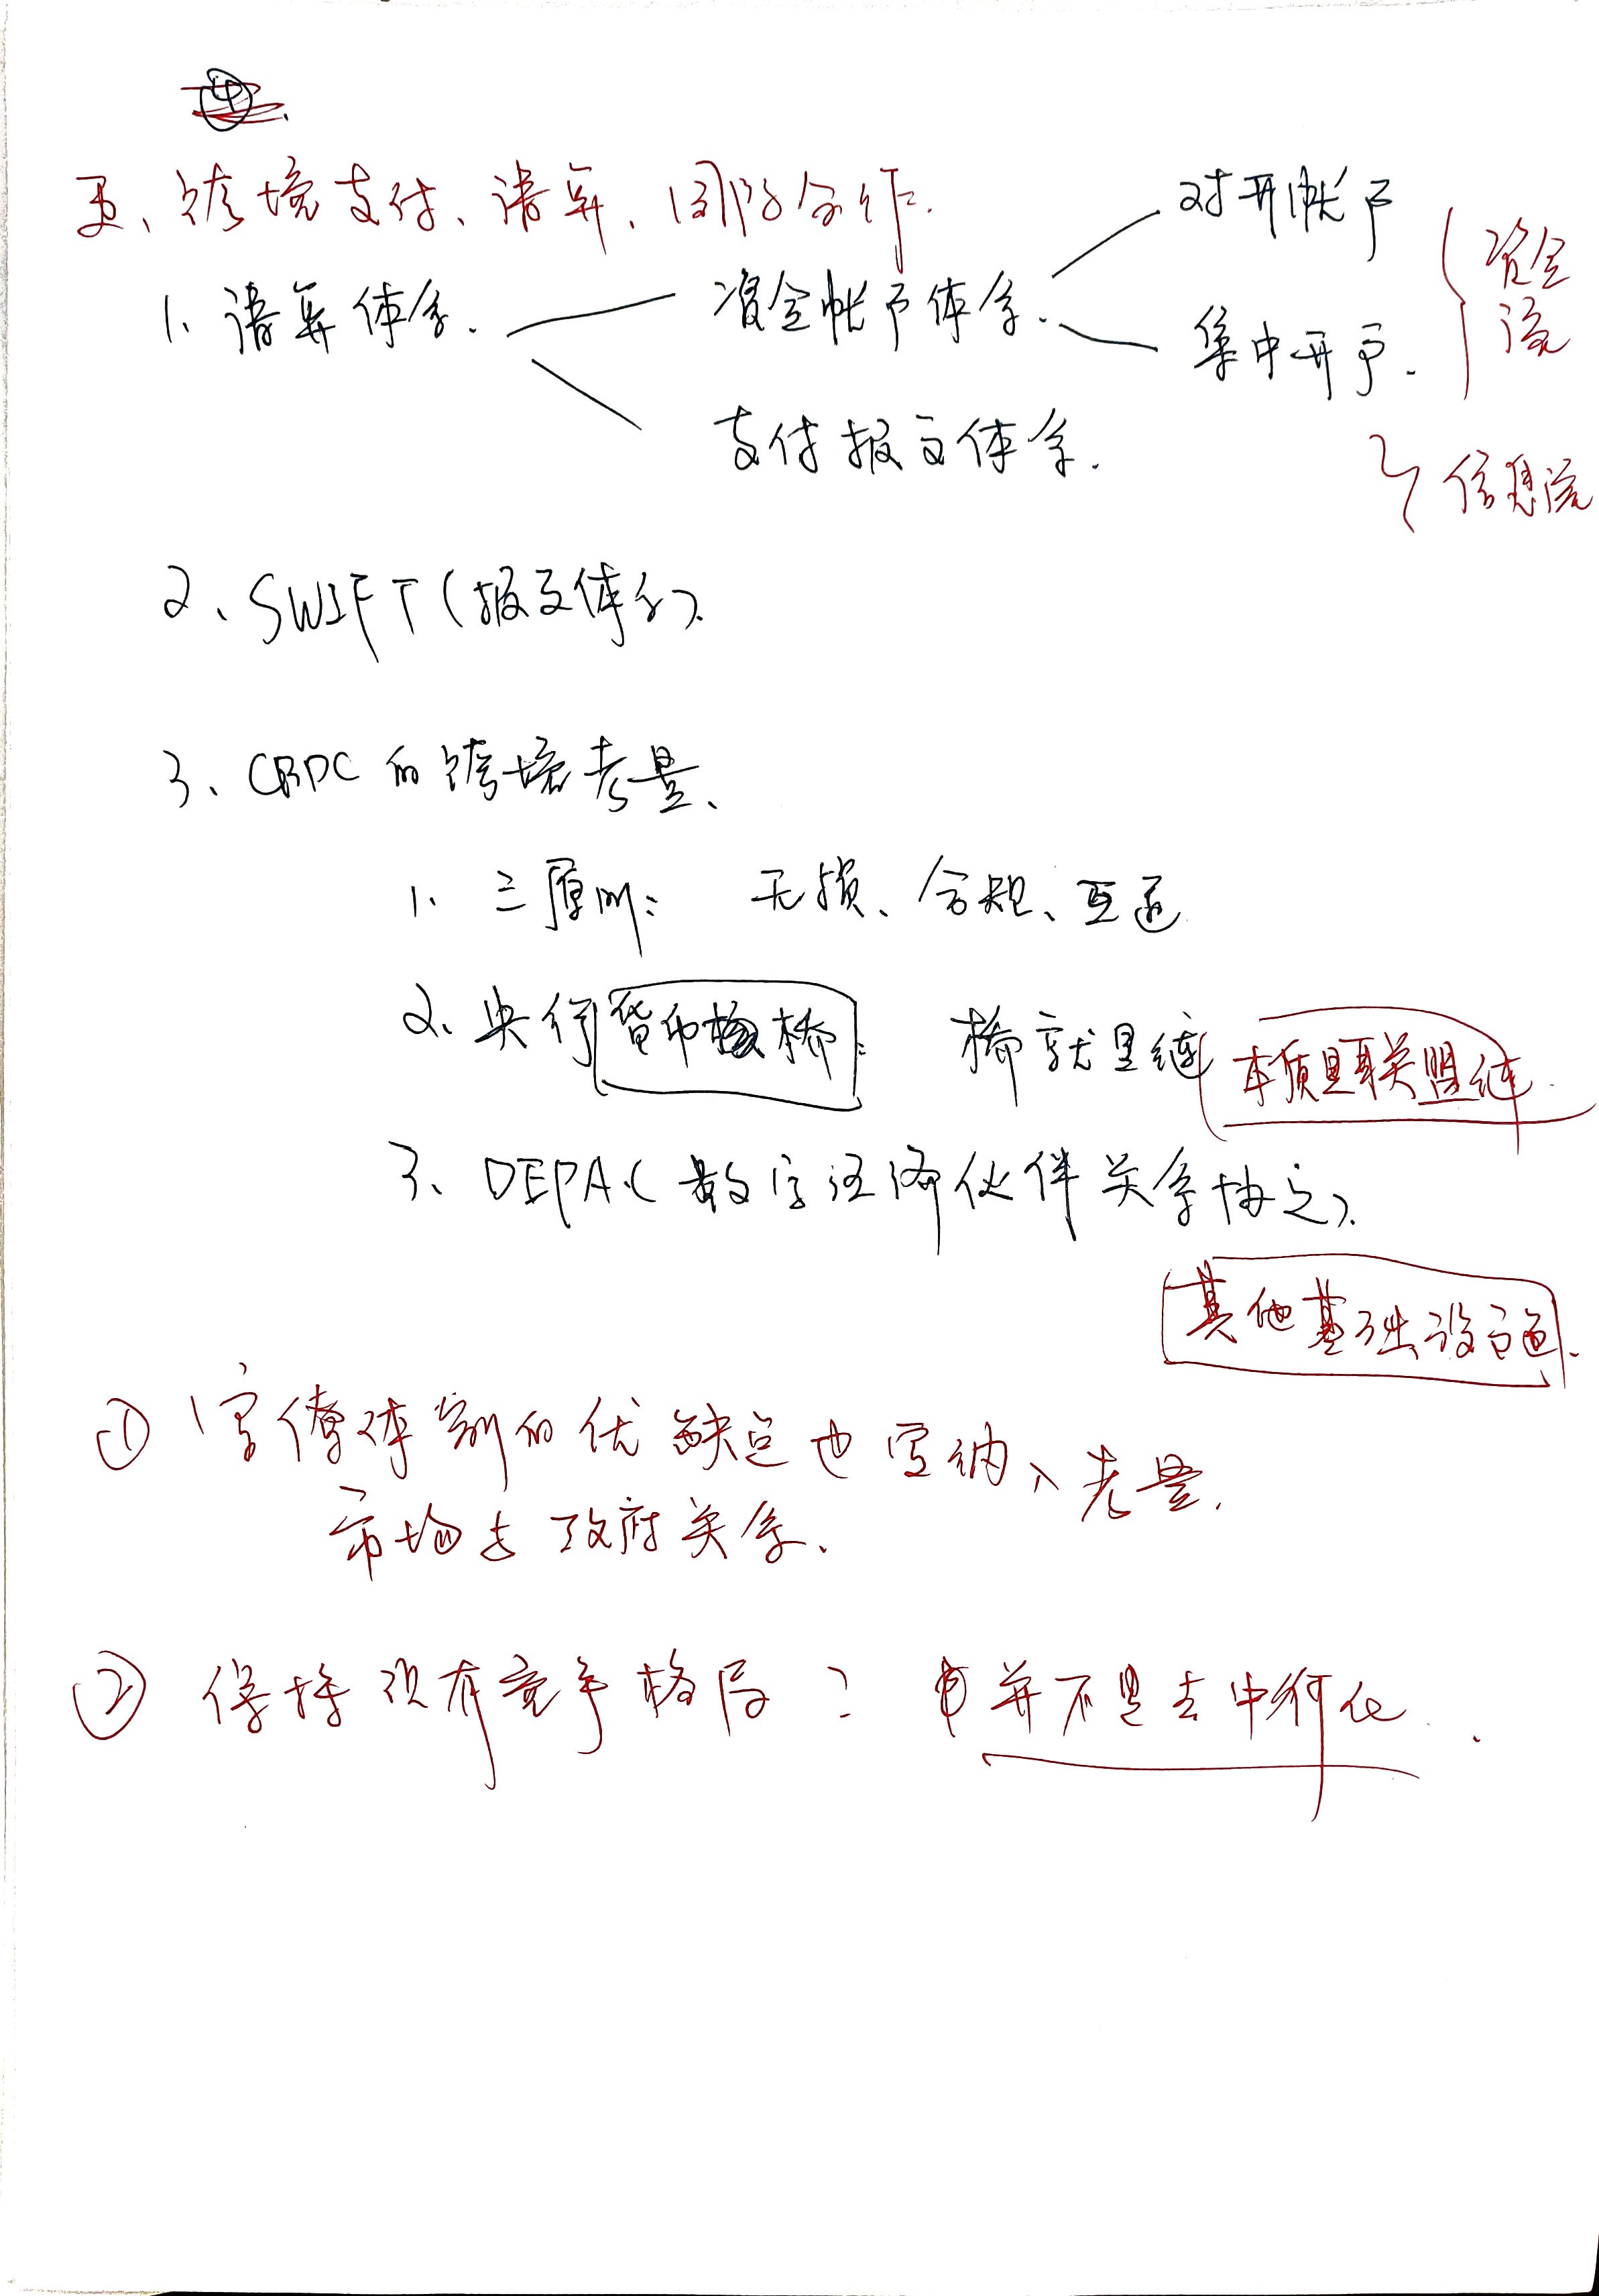 五、跨境支付、清算、国际合作.
1、清算体系.
资金帐户体系.
对开帐户
集中开户.
资金流
支付报文体系.
信息流
2、SWIFT(报文体系).
3、CBDC的跨境考量、
1、三原则: 无损、合规、互通
2、央行货币桥: 桥就是链 本质是联盟链.
3、DEPA(数字经济伙伴关系协定).
其他基础设施.
① 官僚体制的优缺点也要纳入考量.
市场与政府关系.
② 保持现有竞争格局? 并不是去中介化.